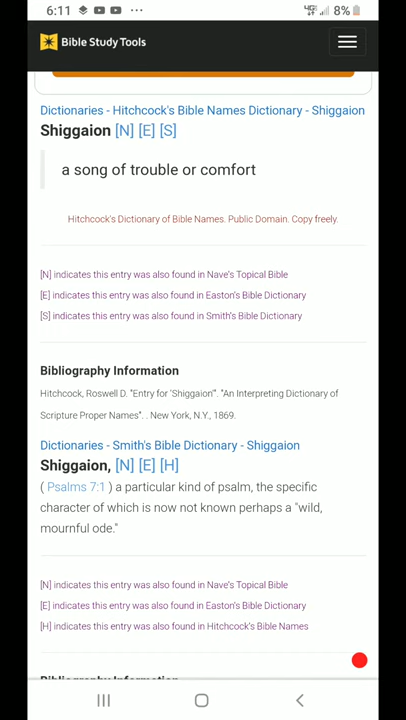 6:11 8%
Bible Study Tools
Dictionaries - Hitchcock's Bible Names Dictionary - Shiggaion
Shiggaion [N] [E] [S]
a song of trouble or comfort
Hitchcock's Dictionary of Bible Names. Public Domain. Copy freely.
[N] indicates this entry was also found in Nave's Topical Bible
[E] indicates this entry was also found in Easton's Bible Dictionary
[S] indicates this entry was also found in Smith's Bible Dictionary
Bibliography Information
Hitchcock, Roswell D. "Entry for 'Shiggaion'". "An Interpreting Dictionary of
Scripture Proper Names". . New York, N.Y., 1869.
Dictionaries - Smith's Bible Dictionary - Shiggaion
Shiggaion, [N] [E] [H]
( Psalms 7:1 ) a particular kind of psalm, the specific
character of which is now not known perhaps a "wild,
mournful ode."
[N] indicates this entry was also found in Nave's Topical Bible
[E] indicates this entry was also found in Easton's Bible Dictionary
[H] indicates this entry was also found in Hitchcock's Bible Names
Bibliography Information